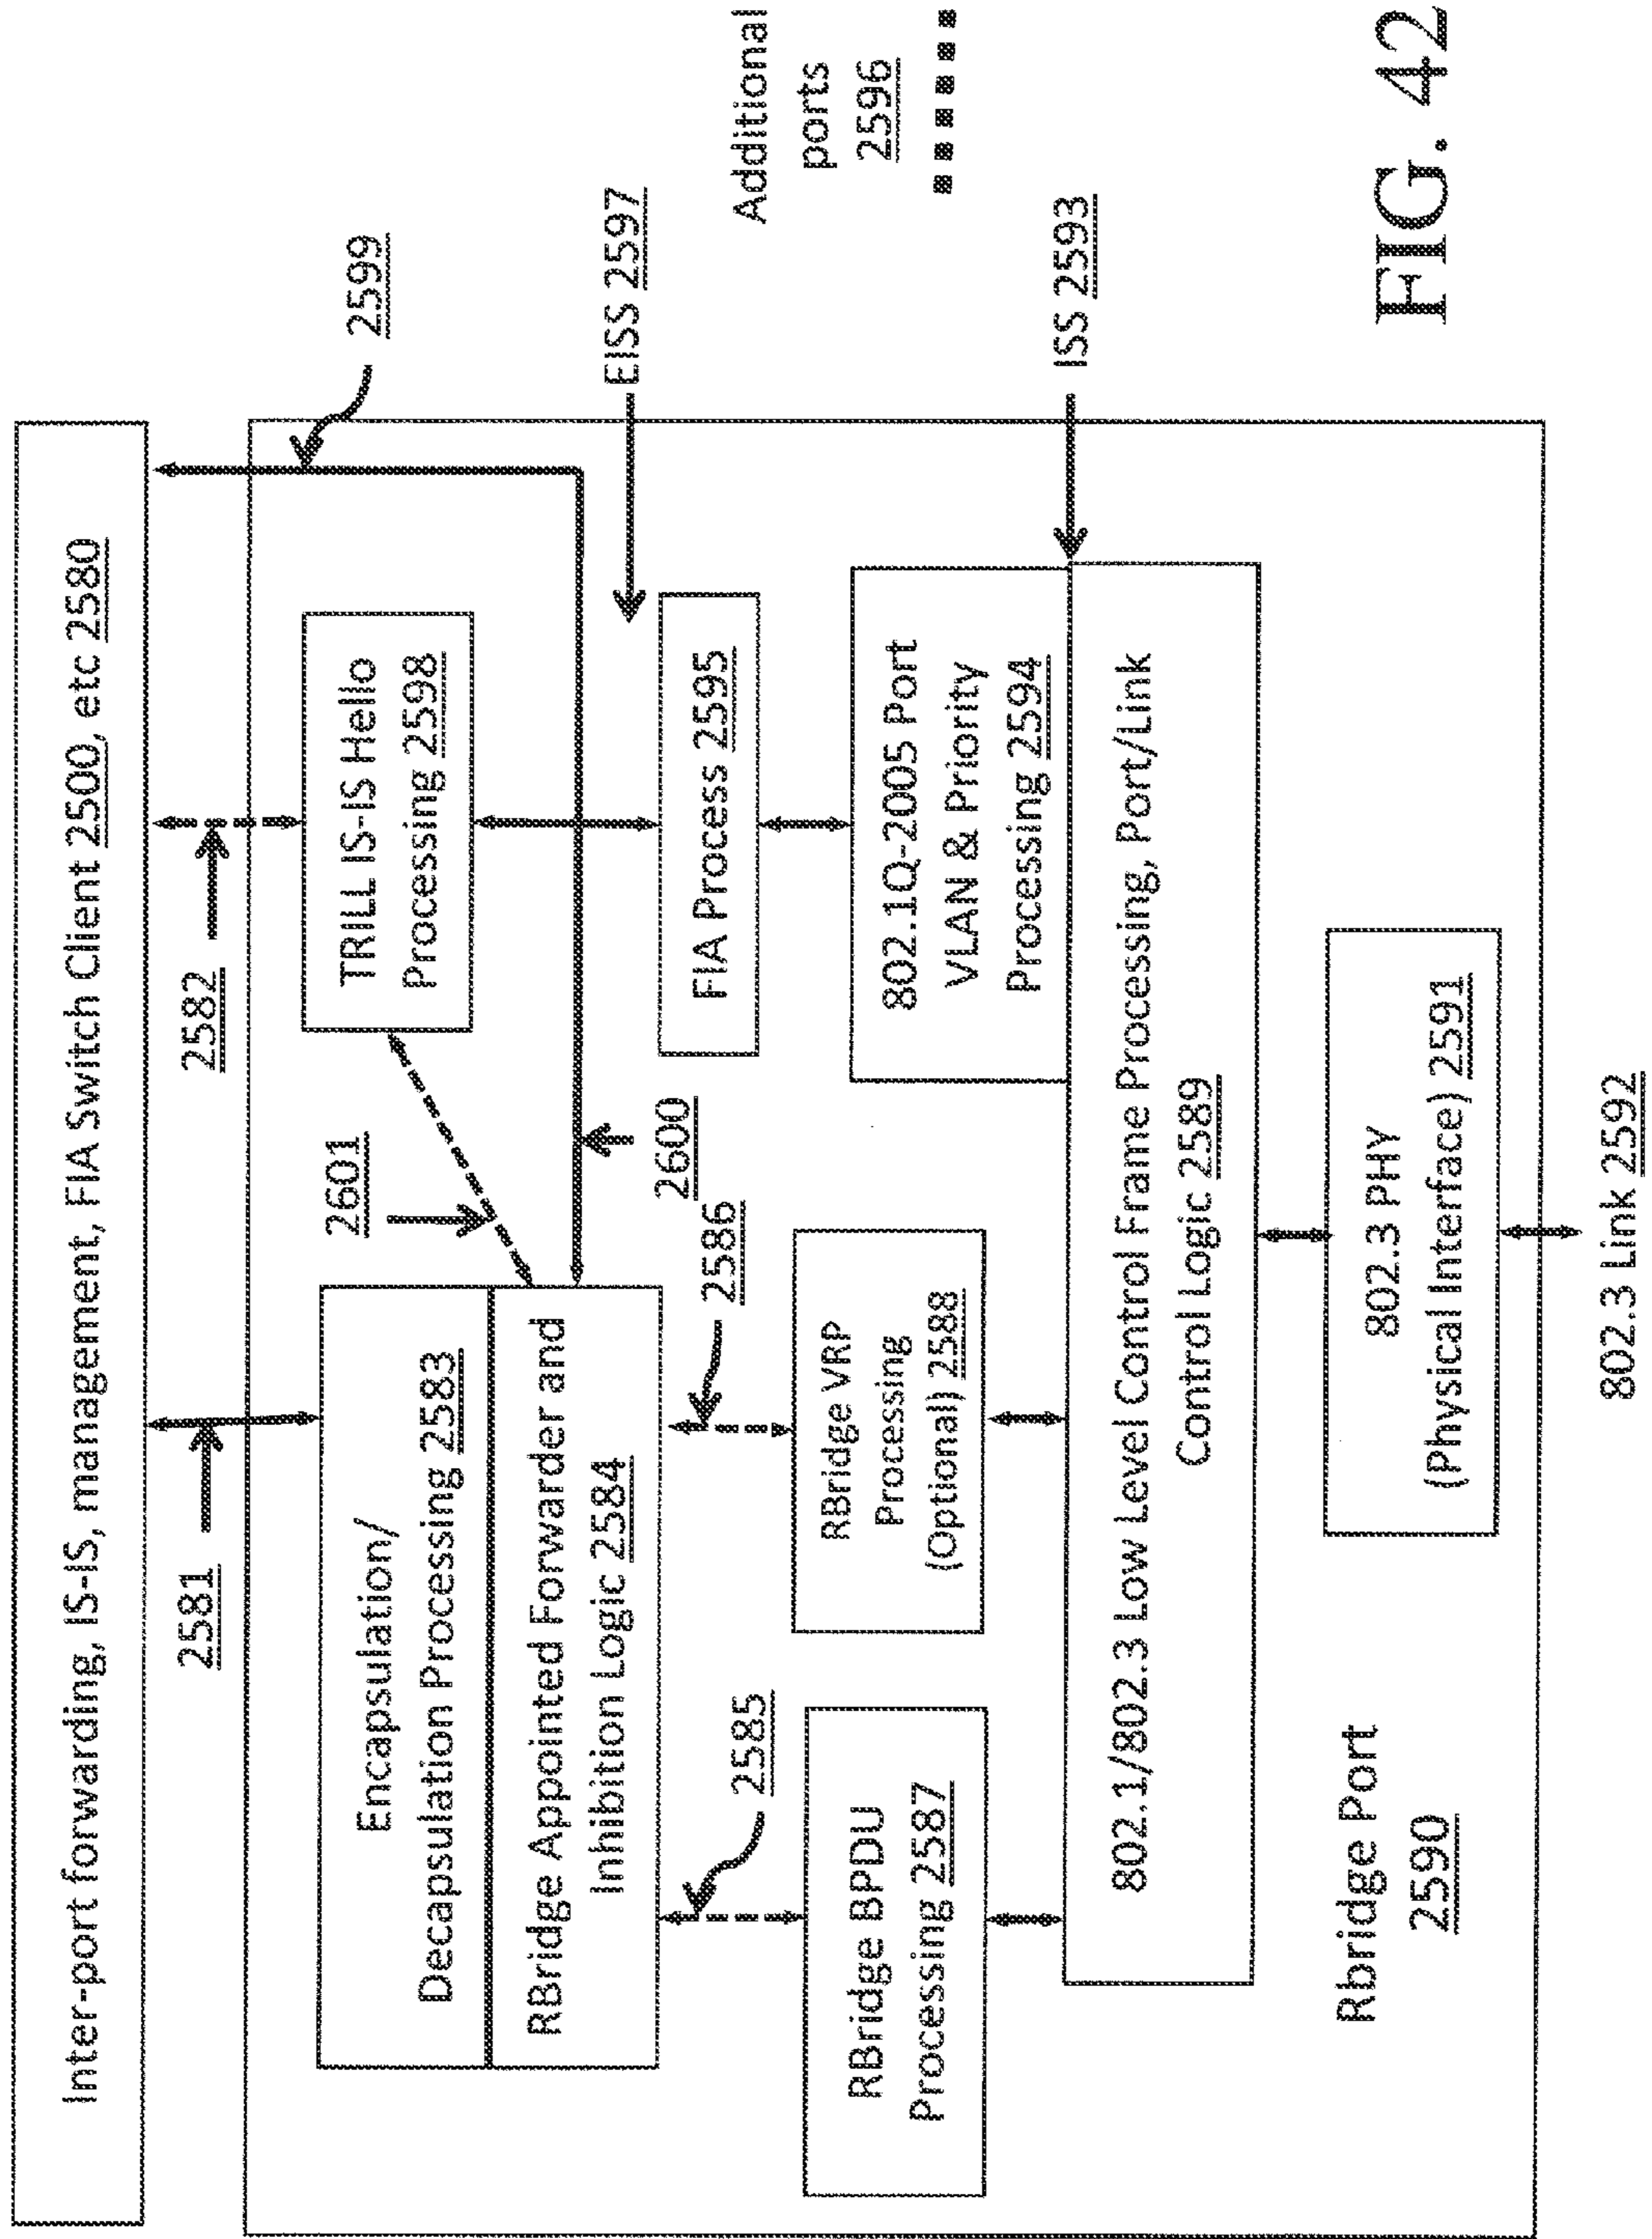 Inter-port forwarding, IS-IS, management, FIA Switch Client 2500, etc 2580
2581
2582
2599
Encapsulation/
Decapsulation Processing 2583
RBridge Appointed Forwarder and
Inhibition Logic 2584
2601
TRILL IS-IS Hello
Processing 2598
EISS 2597
2600
2585
2586
FIA Process 2595
Additional
ports
2596
RBridge BPDU
Processing 2587
RBridge VRP
Processing
(Optional) 2588
802.1Q-2005 Port
VLAN & Priority
Processing 2594
ISS 2593
802.1/802.3 Low Level Control Frame Processing, Port/Link
Control Logic 2589
Rbridge Port
2590
802.3 PHY
(Physical Interface) 2591
802.3 Link 2592
FIG. 42